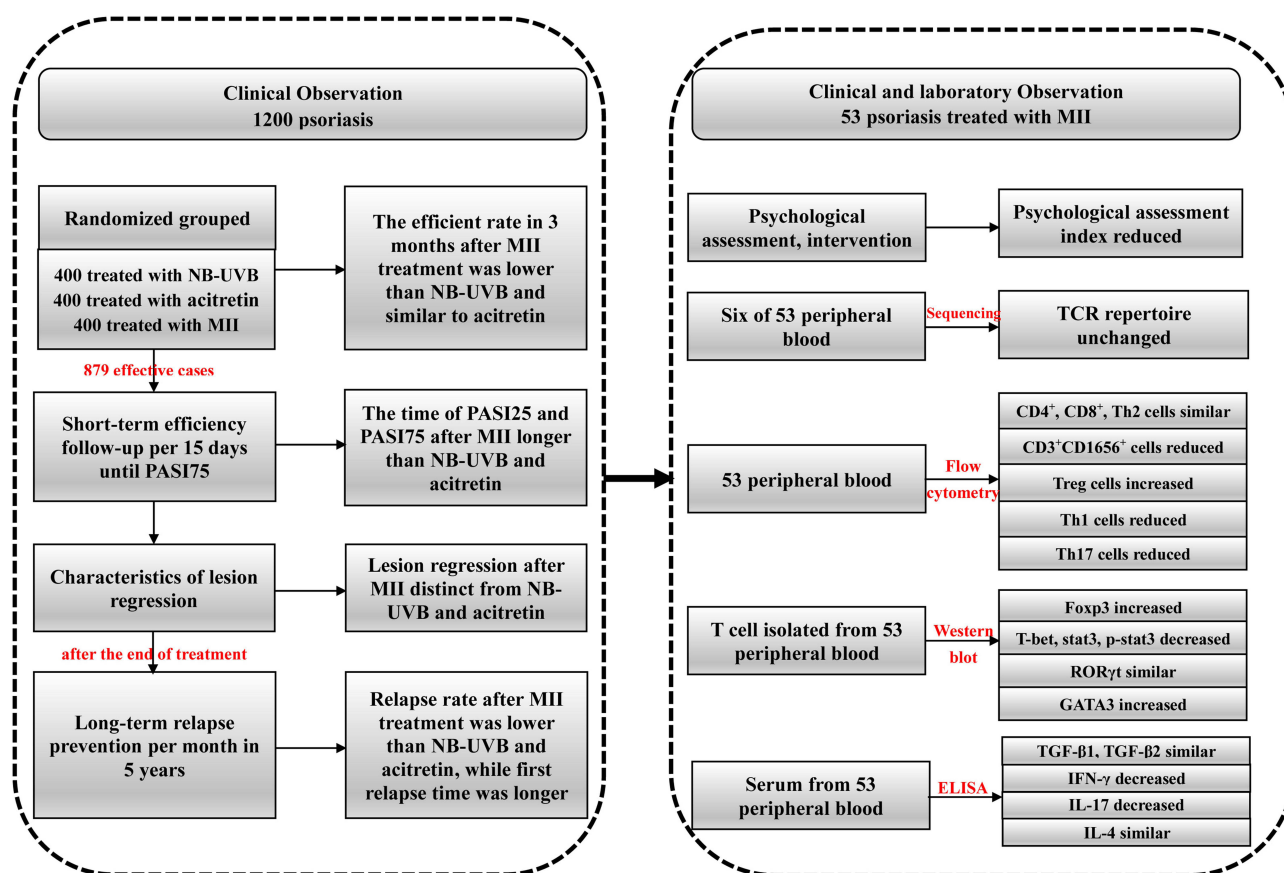 Clinical Observation
1200 psoriasis
Randomized grouped
400 treated with NB-UVB
400 treated with acitretin
400 treated with MII
The efficient rate in 3
months after MII
treatment was lower
than NB-UVB and
similar to acitretin
879 effective cases
Short-term efficiency
follow-up per 15 days
until PASI75
The time of PASI25 and
PASI75 after MII longer
than NB-UVB and
acitretin
Characteristics of lesion
regression
Lesion regression after
MII distinct from NB-
UVB and acitretin
after the end of treatment
Long-term relapse
prevention per month in
5 years
Relapse rate after MII
treatment was lower
than NB-UVB and
acitretin, while first
relapse time was longer
Clinical and laboratory Observation
53 psoriasis treated with MII
Psychological
assessment, intervention
Psychological assessment
index reduced
Six of 53 peripheral
blood
Sequencing
TCR repertoire
unchanged
53 peripheral blood
Flow
cytometry
CD4⁺, CD8⁺, Th2 cells similar
CD3⁺CD1656⁺ cells reduced
Treg cells increased
Th1 cells reduced
Th17 cells reduced
T cell isolated from 53
peripheral blood
Western
blot
Foxp3 increased
T-bet, stat3, p-stat3 decreased
RORγt similar
GATA3 increased
Serum from 53
peripheral blood
ELISA
TGF-β1, TGF-β2 similar
IFN-γ decreased
IL-17 decreased
IL-4 similar